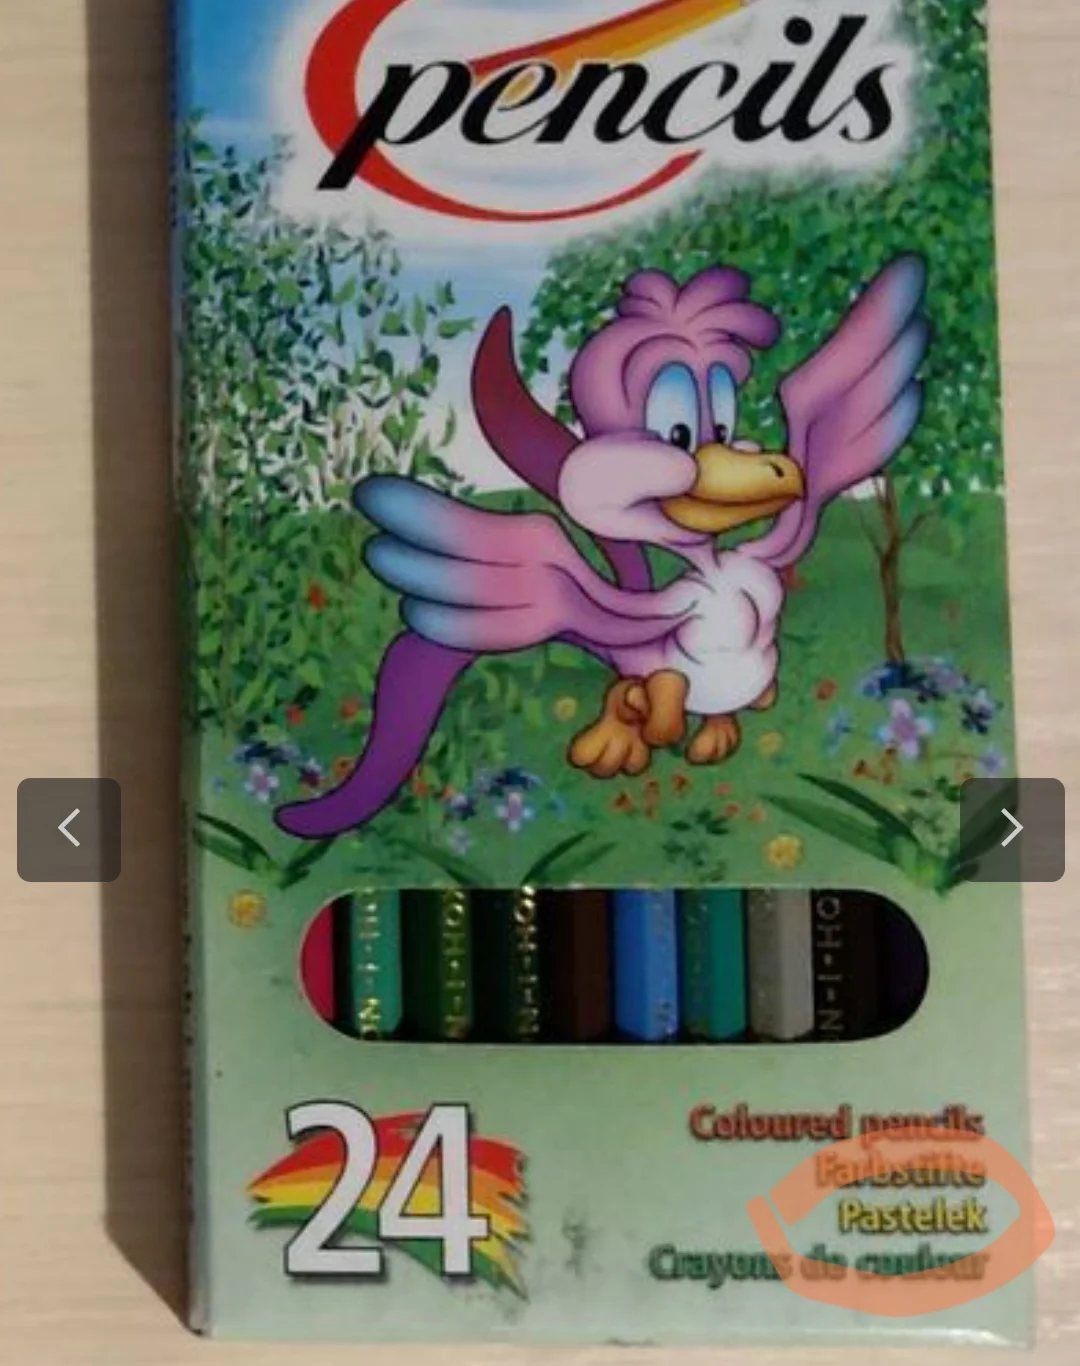 pencils
24
Coloured pencils
Farbstifte
Pastelek
Crayons de couleur